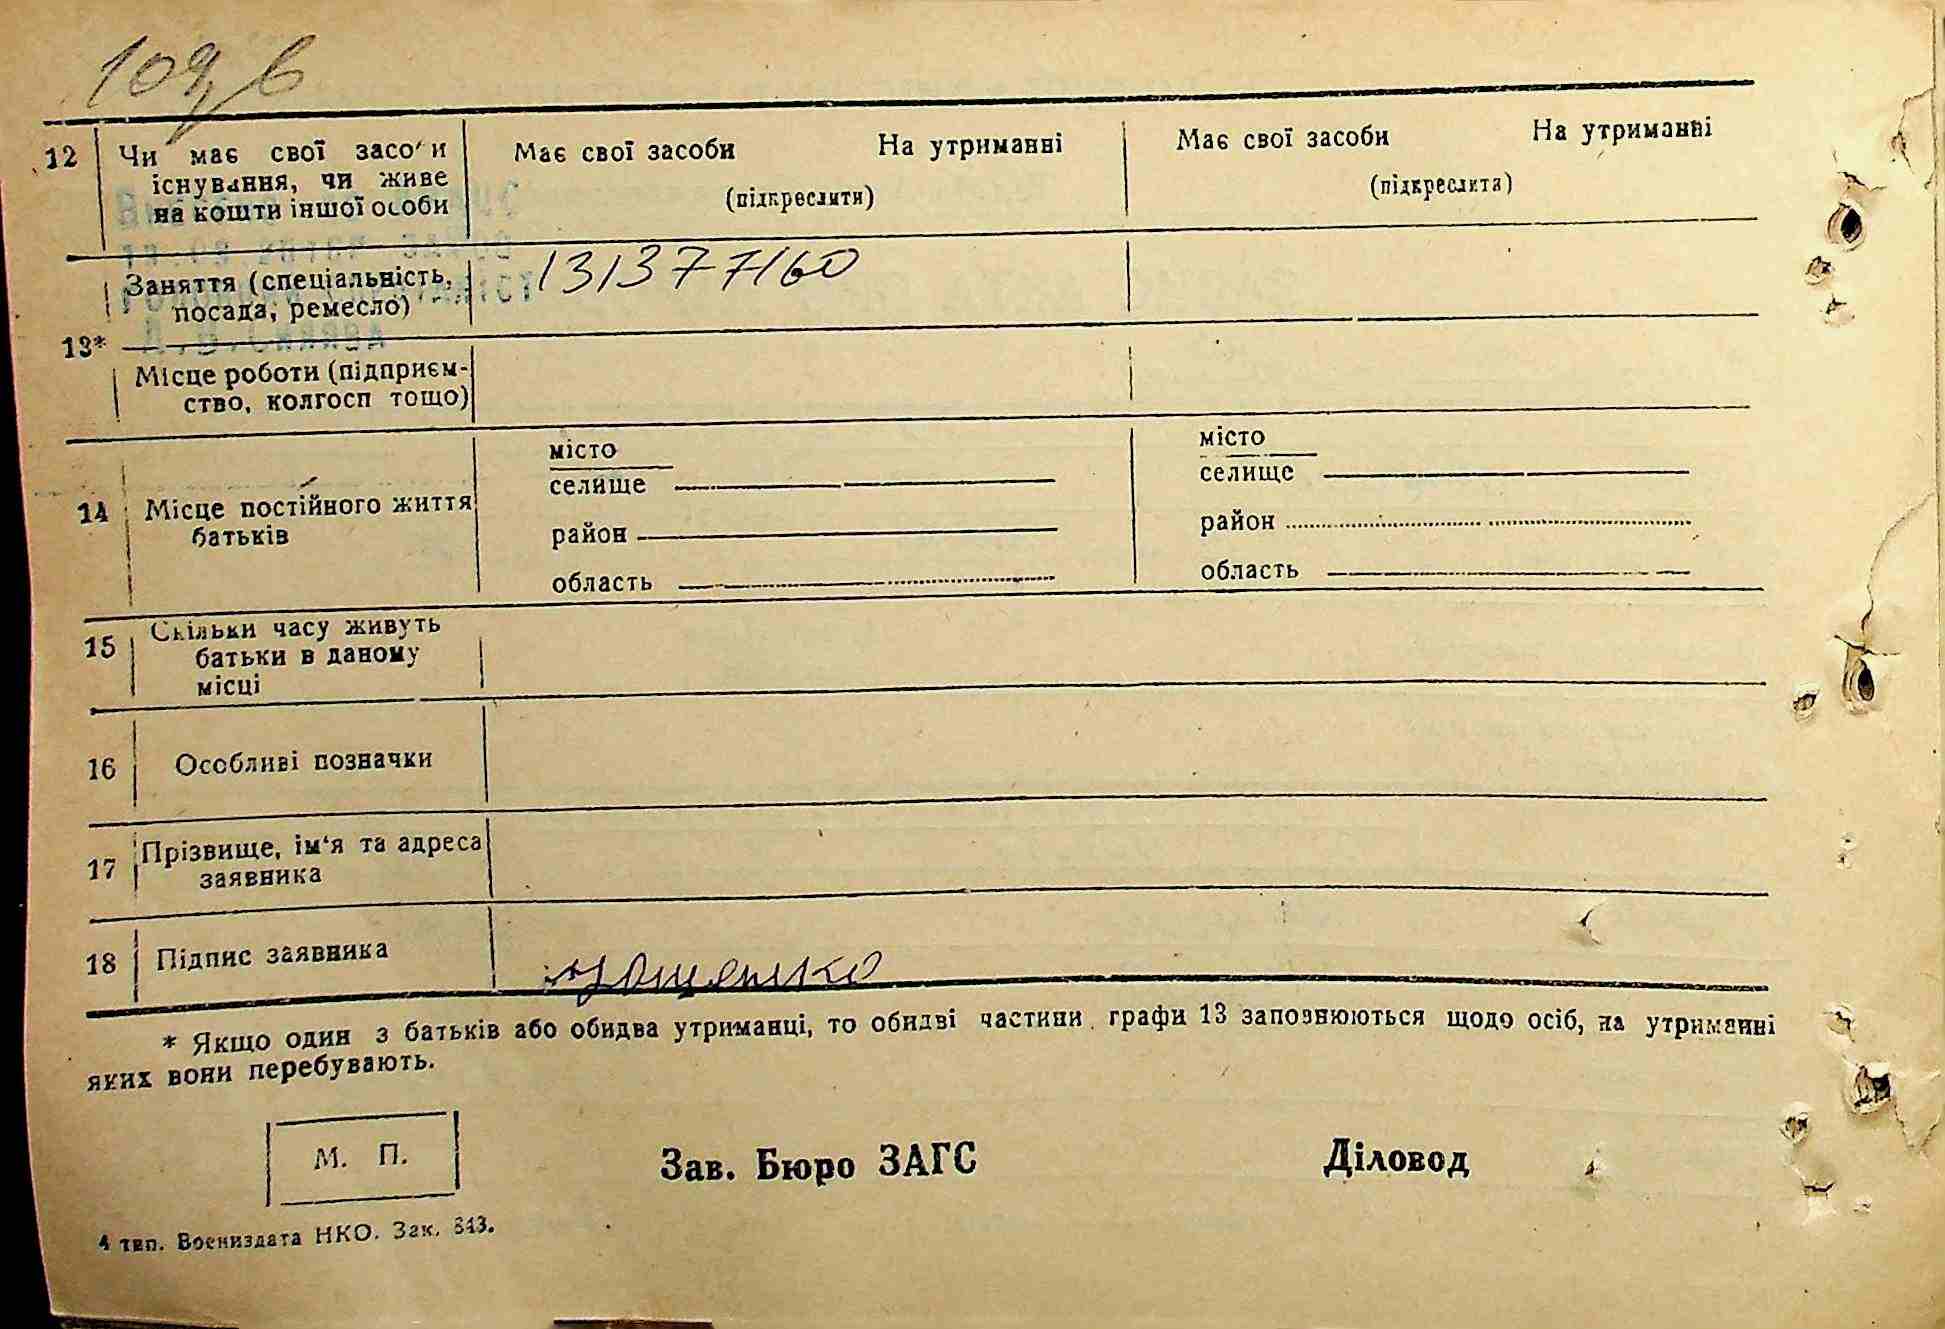 109, в
12 Чи має свої засо'и існування, чи живе на кошти іншої особи
Має свої засоби На утриманні
(підкреслити)
Має свої засоби На утриманні
(підкреслити)
13*
Заняття (спеціальність, посада, ремесло)
131377160
Місце роботи (підприєм-
ство, колгосп тощо)
14 Місце постійного життя
батьків
місто
селище
район
область
місто
селище
район
область
15 Скільки часу живуть
батьки в даному
місці
16 Особливі позначки
17 Прізвище, ім'я та адреса
заявника
18 Підпис заявника
* Якщо один з батьків або обидва утриманці, то обидві частини графи 13 заповнюються щодо осіб, на утриманні
яких вони перебувають.
М. П.
Зав. Бюро ЗАГС Діловод
4 тип. Воениздата НКО. Зак. 843.